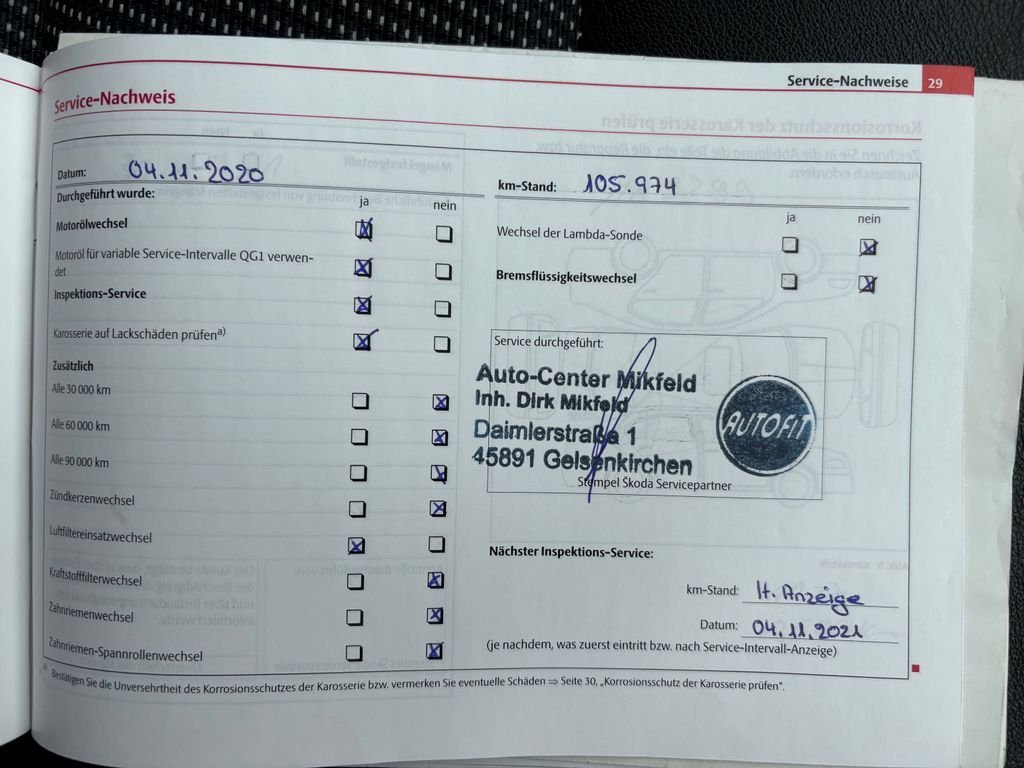 Service-Nachweise 29
Service-Nachweis
Datum: 04.11.2020
km-Stand: 105.974
Durchgeführt wurde:
ja nein
Motorölwechsel
Motoröl für variable Service-Intervalle QG1 verwen-
det
Inspektions-Service
Karosserie auf Lackschäden prüfena)
Zusätzlich
Alle 30 000 km
Alle 60 000 km
Alle 90 000 km
Zündkerzenwechsel
Luftfiltereinsatzwechsel
Kraftstofffilterwechsel
Zahnriemenwechsel
Zahnriemen-Spannrollenwechsel
ja nein
Wechsel der Lambda-Sonde
Bremsflüssigkeitswechsel
Service durchgeführt:
Auto-Center Mikfeld
Inh. Dirk Mikfeld
Daimlerstraße 1
45891 Gelsenkirchen
AUTOFIT
Stempel Škoda Servicepartner
Nächster Inspektions-Service:
km-Stand: lt. Anzeige
Datum: 04.11.2021
(je nachdem, was zuerst eintritt bzw. nach Service-Intervall-Anzeige)
a) Bestätigen Sie die Unversehrtheit des Korrosionsschutzes der Karosserie bzw. vermerken Sie eventuelle Schäden ⇒ Seite 30, „Korrosionsschutz der Karosserie prüfen“.